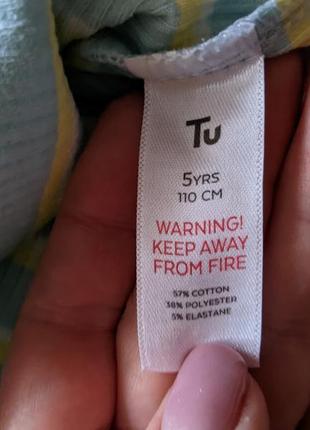 Tu
5YRS
110 CM
WARNING!
KEEP AWAY
FROM FIRE
57% COTTON
38% POLYESTER
5% ELASTANE